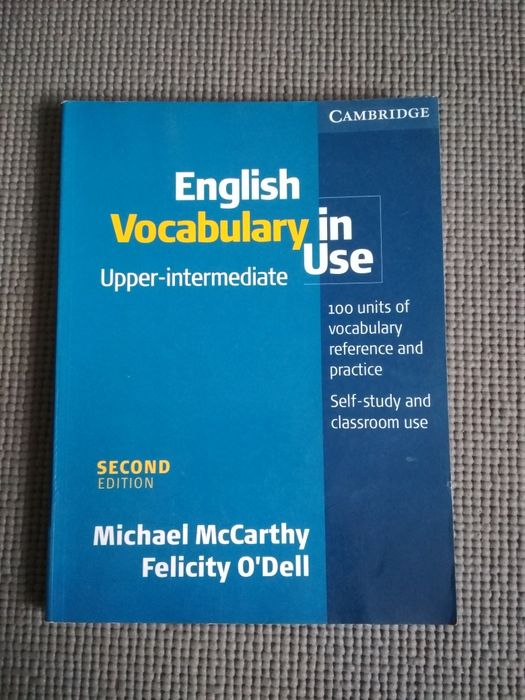 CAMBRIDGE
English
Vocabulary in
Use
Upper-intermediate
100 units of
vocabulary
reference and
practice
Self-study and
classroom use
SECOND
EDITION
Michael McCarthy
Felicity O'Dell